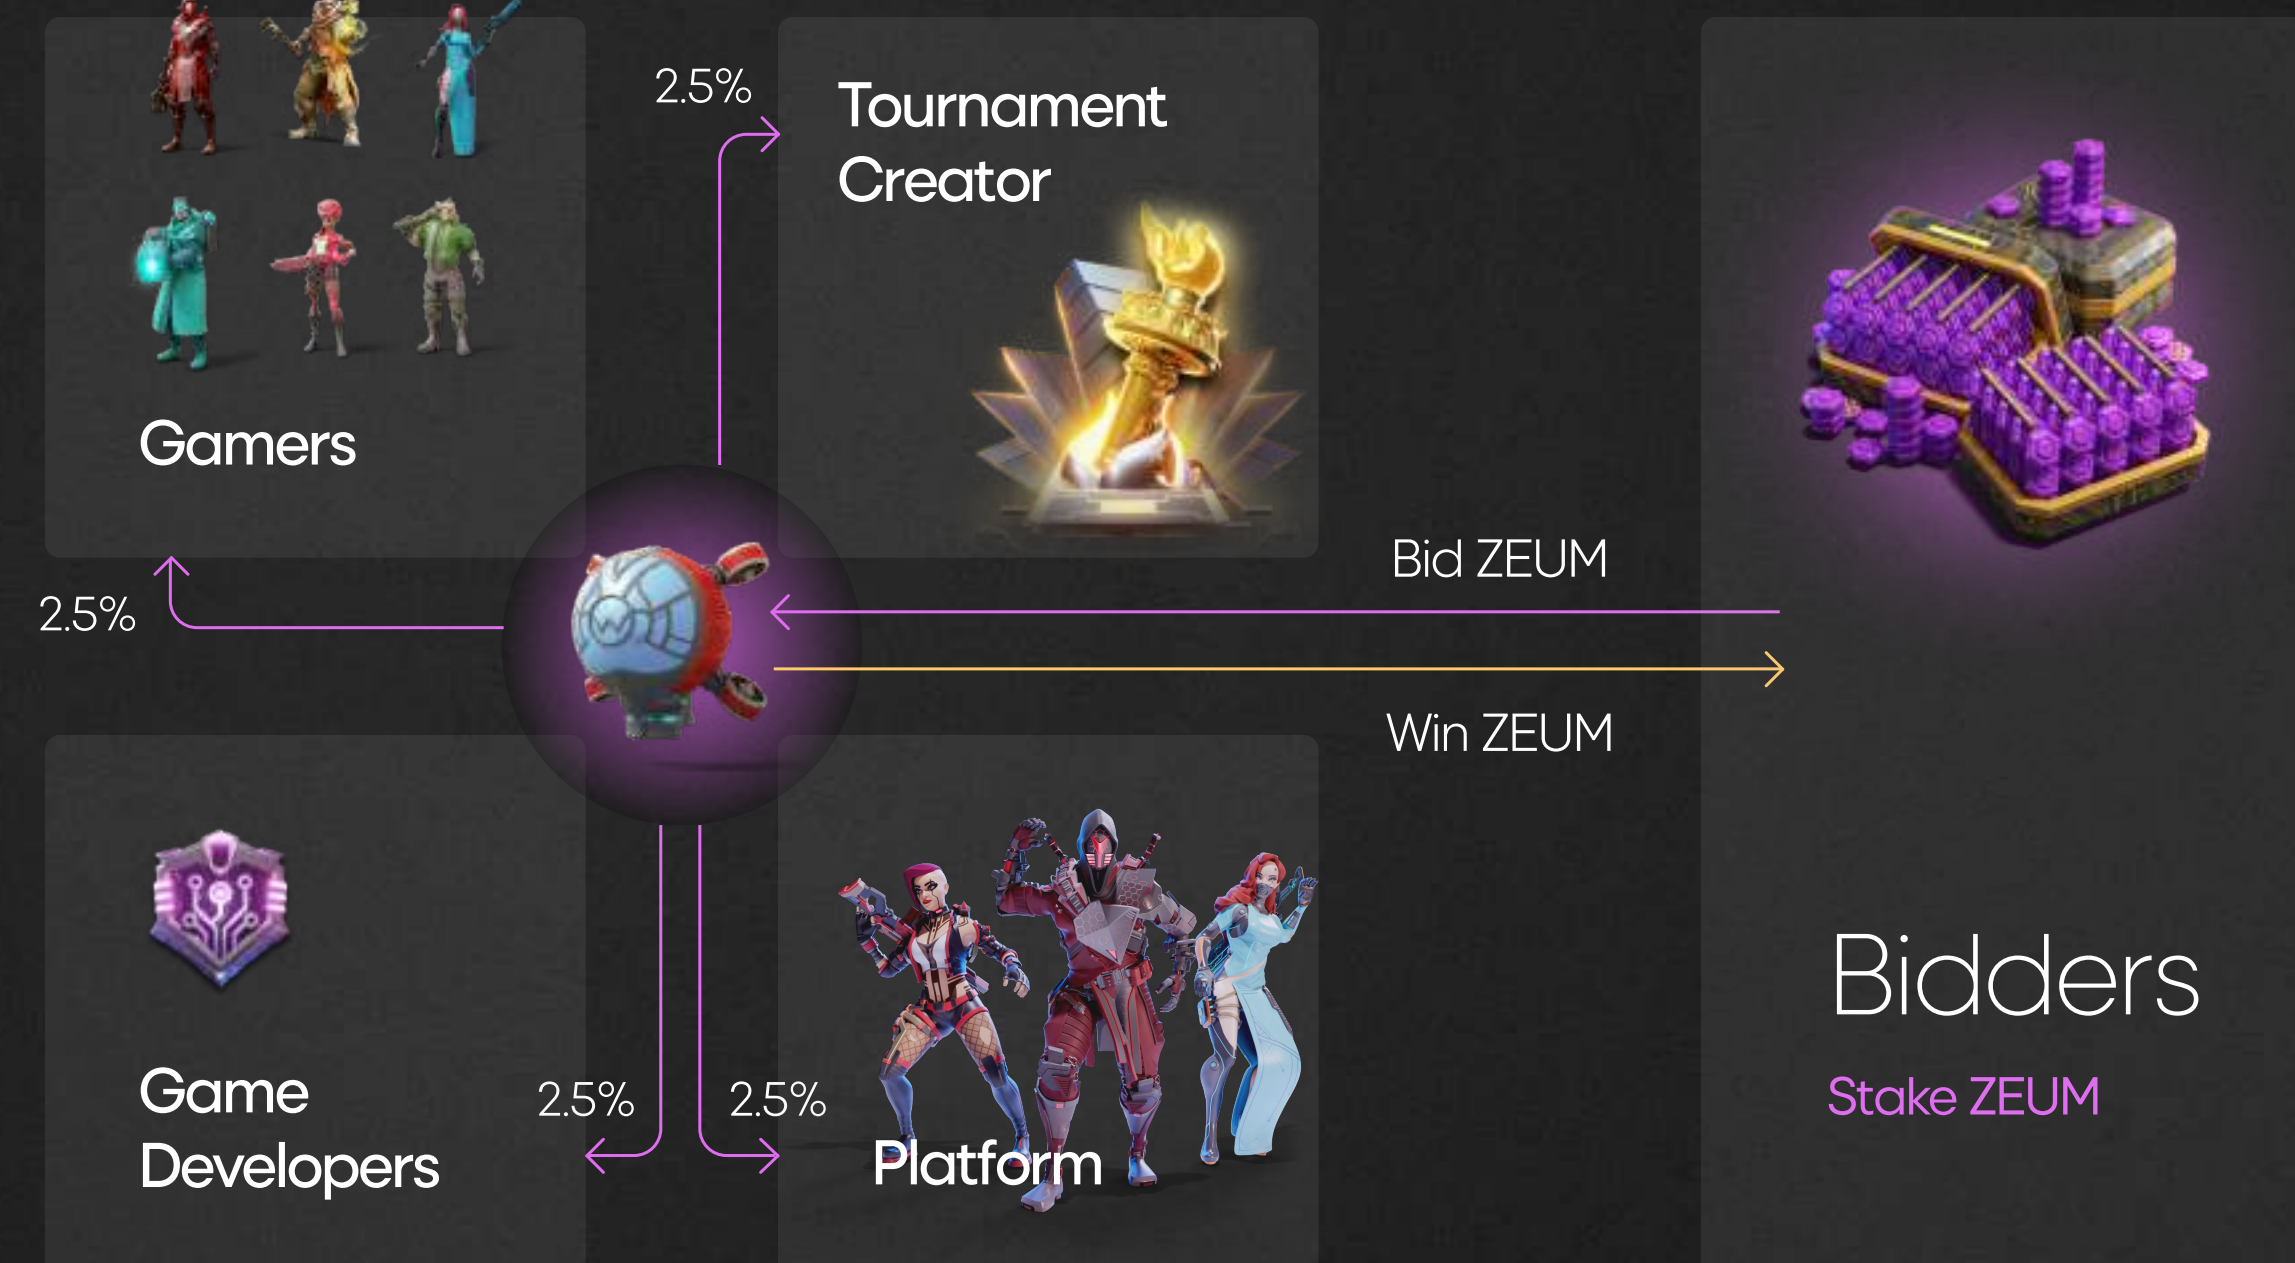 2.5%
Tournament
Creator
Gamers
2.5%
Bid ZEUM
Win ZEUM
Bidders
Stake ZEUM
Game
Developers
2.5%
2.5%
Platform